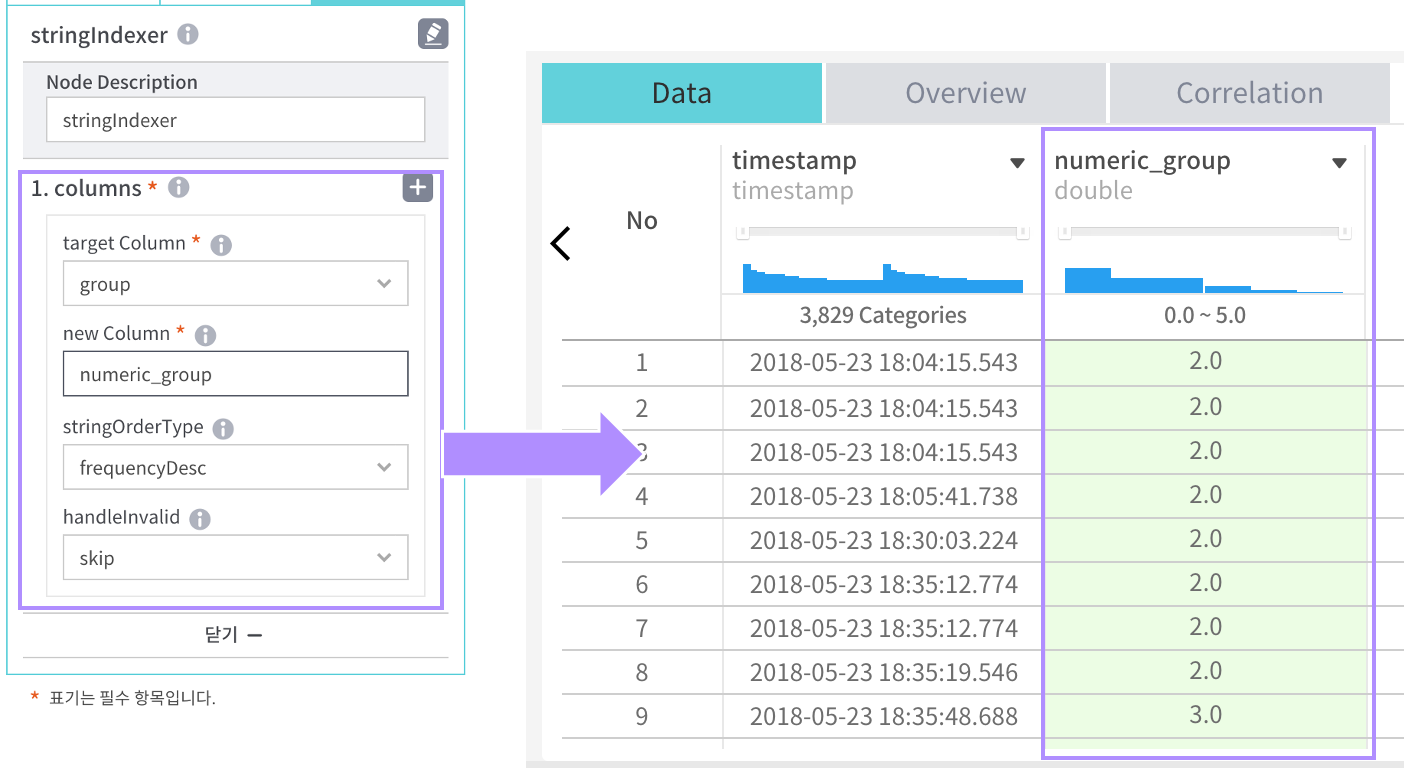 stringIndexer
Node Description
stringIndexer
1. columns *
target Column *
group
new Column *
numeric_group
stringOrderType
frequencyDesc
handleInvalid
skip
닫기
* 표기는 필수 항목입니다.
Data Overview Correlation
No
timestamp
timestamp
3,829 Categories
numeric_group
double
0.0 ~ 5.0
1 2018-05-23 18:04:15.543 2.0
2 2018-05-23 18:04:15.543 2.0
3 2018-05-23 18:04:15.543 2.0
4 2018-05-23 18:05:41.738 2.0
5 2018-05-23 18:30:03.224 2.0
6 2018-05-23 18:35:12.774 2.0
7 2018-05-23 18:35:12.774 2.0
8 2018-05-23 18:35:19.546 2.0
9 2018-05-23 18:35:48.688 3.0